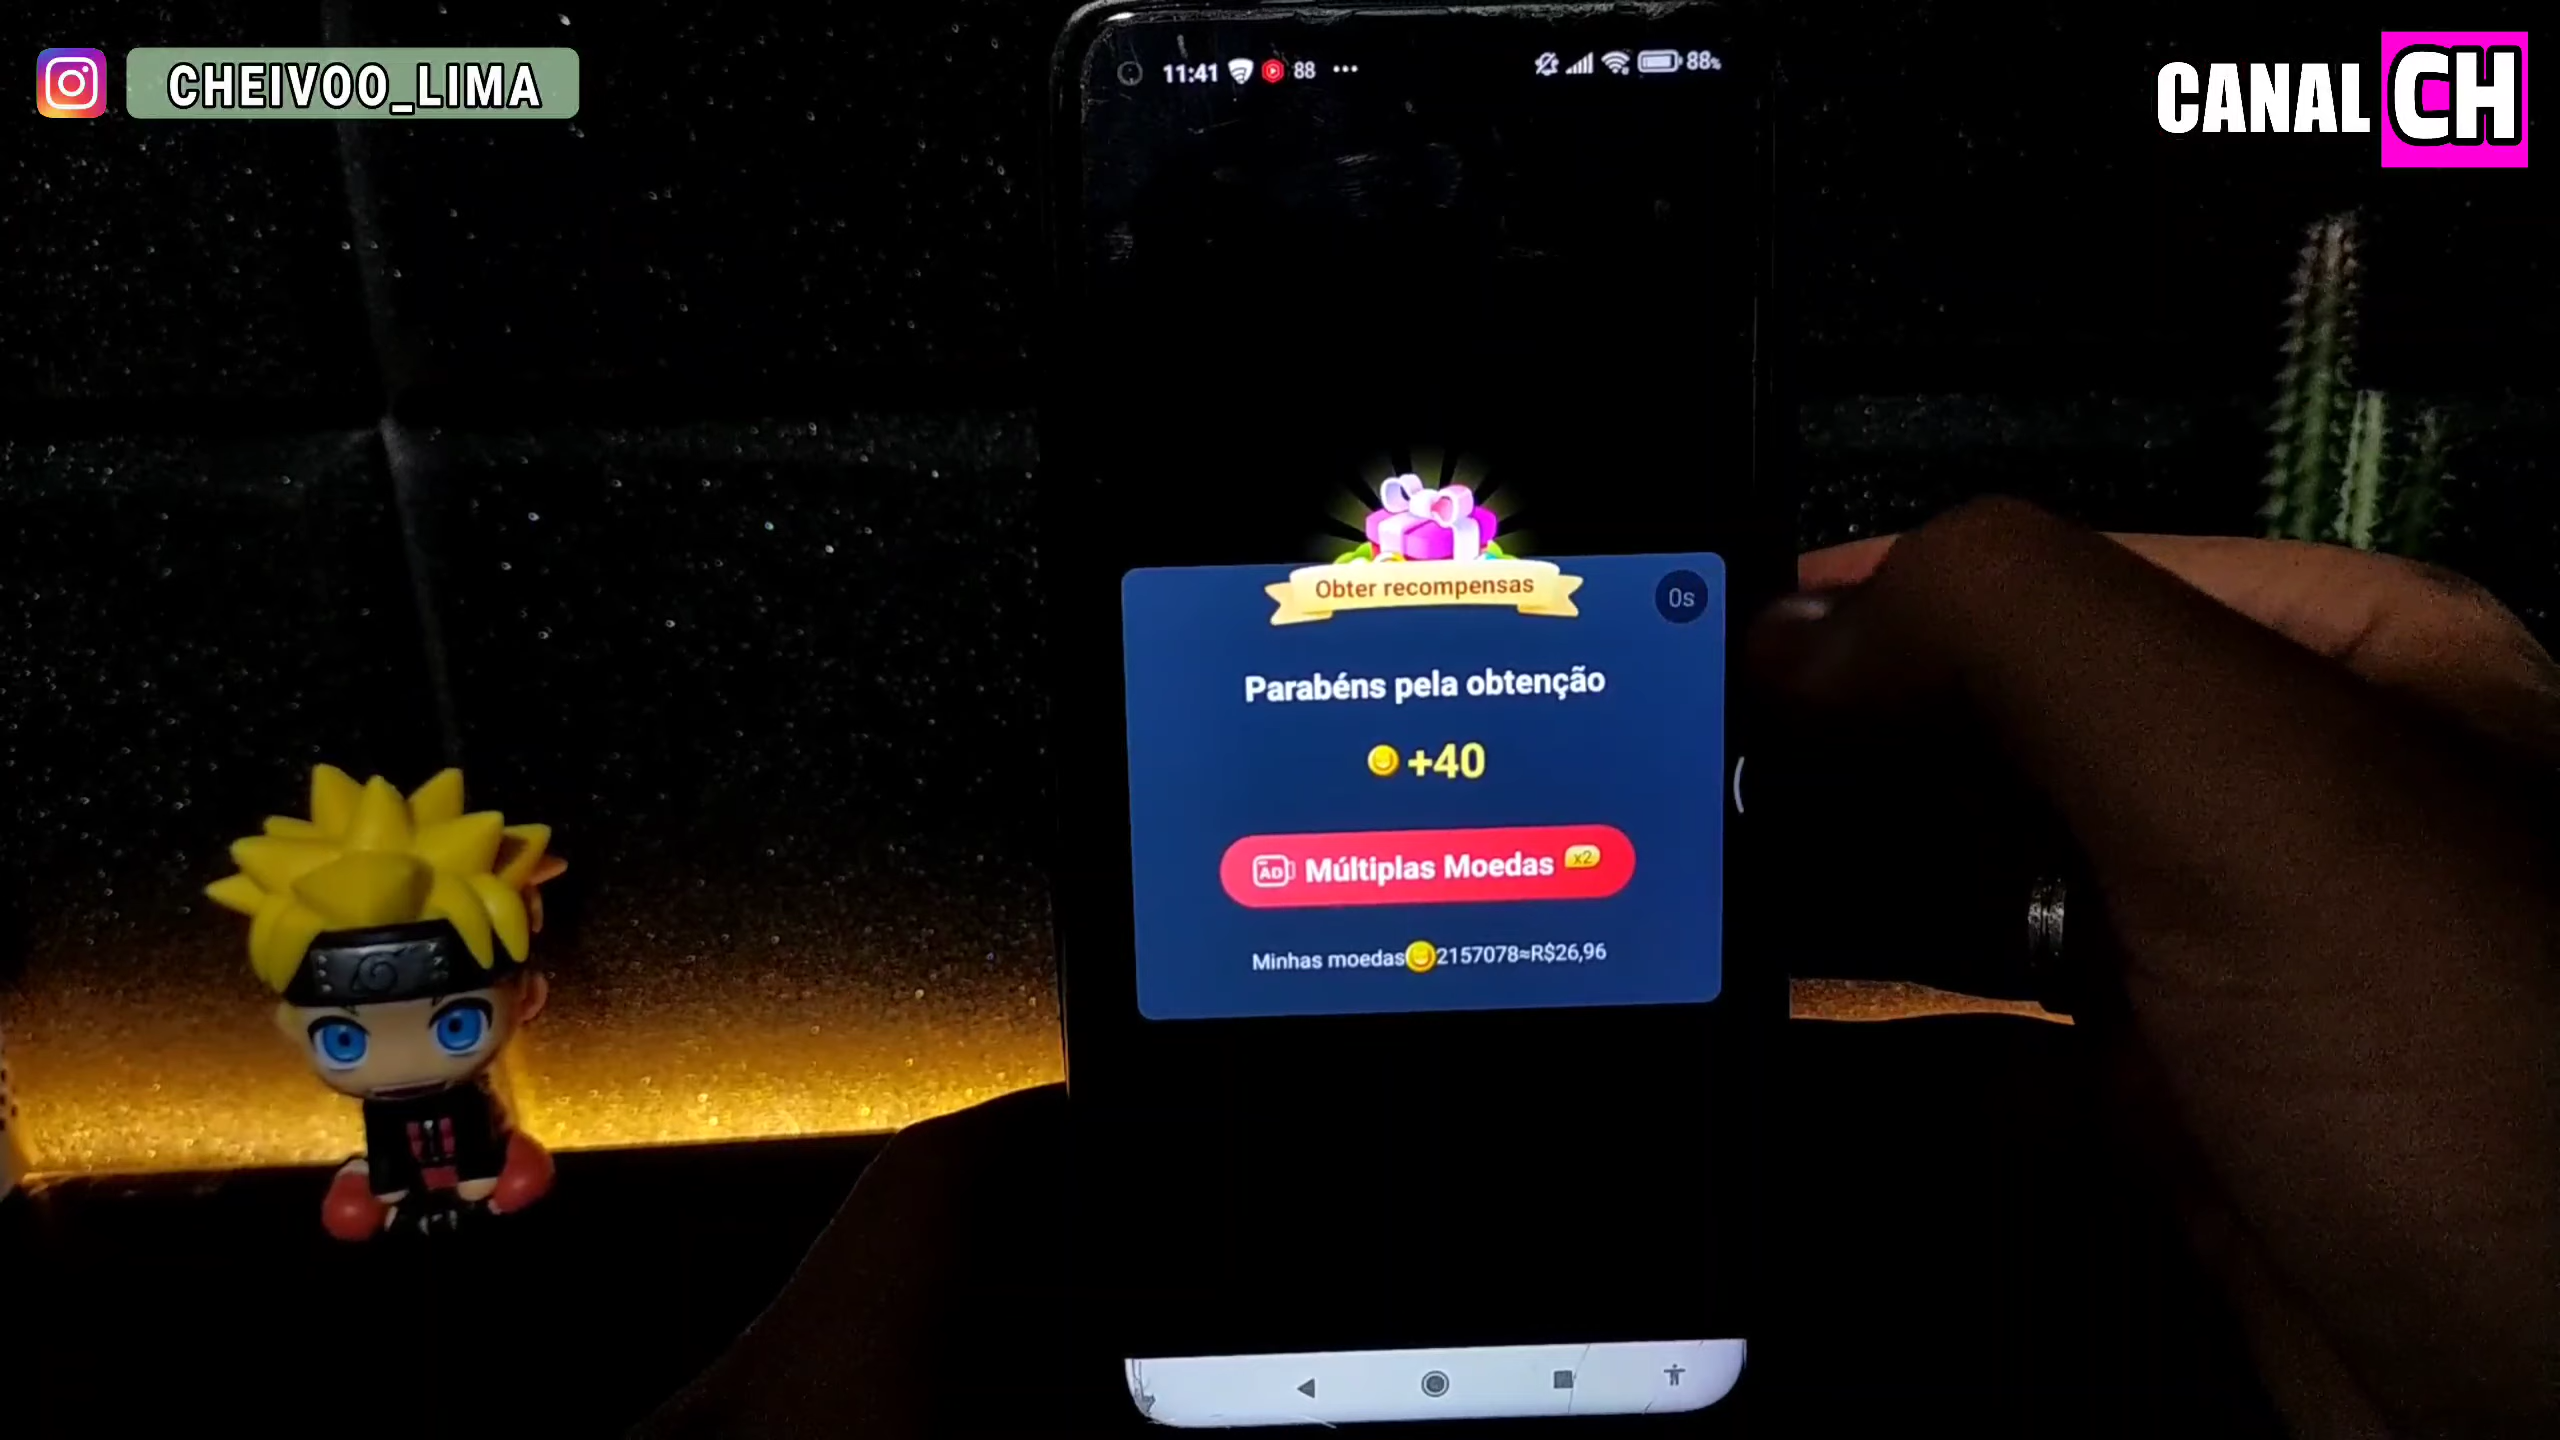 CHEIVOO_LIMA
CANAL CH
11:41 88 ... 88%
Obter recompensas
0s
Parabéns pela obtenção
+40
AD Múltiplas Moedas x2
Minhas moedas 2157078≈R$26,96